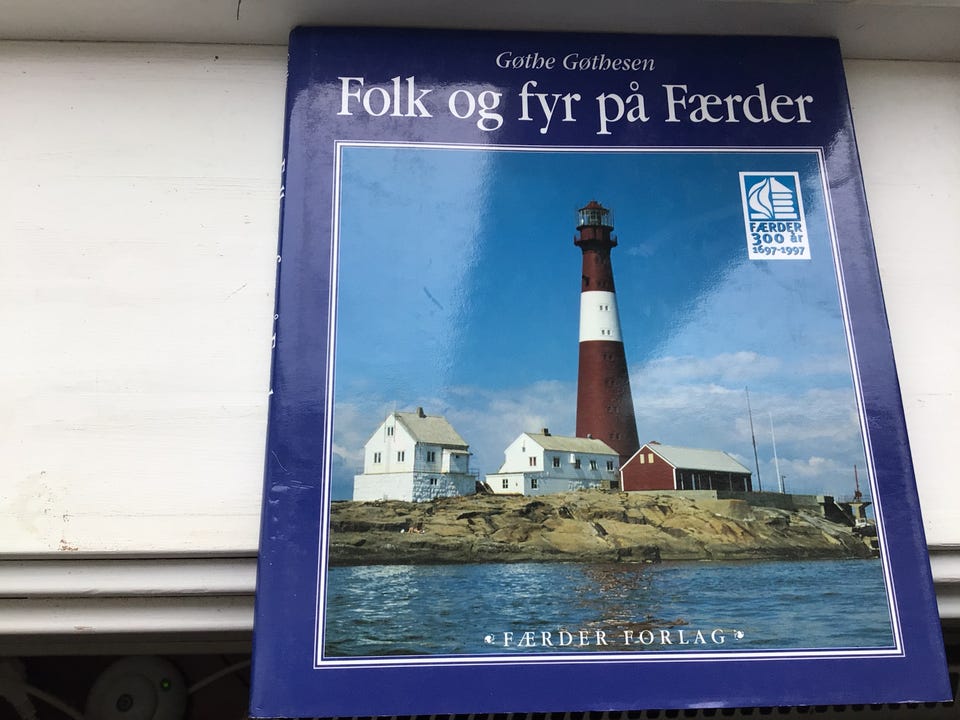 Gøthe Gøthesen
Folk og fyr på Færder
FÆRDER
300 år
1697-1997
FÆRDER FORLAG